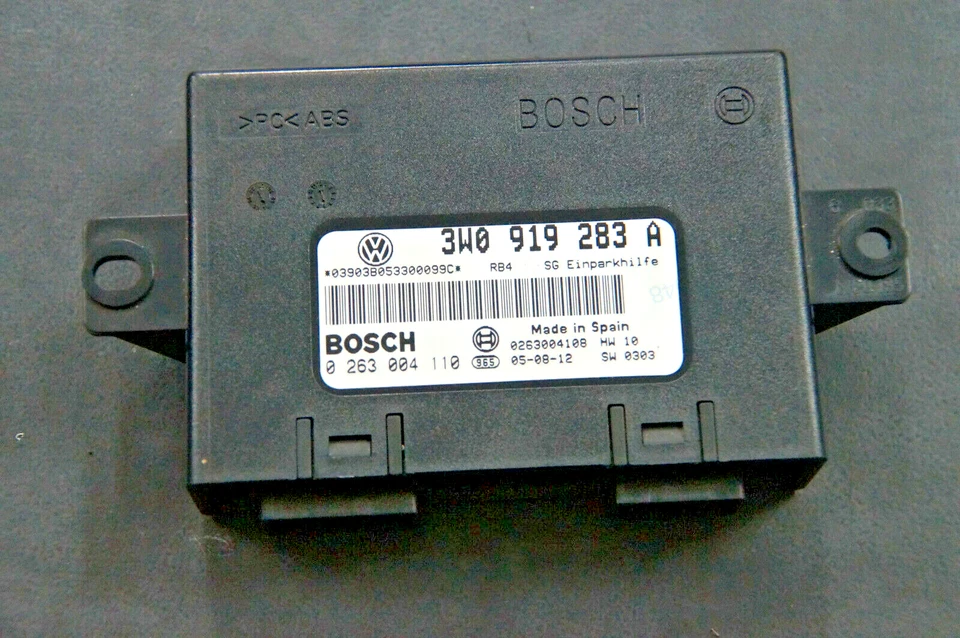 >PC< ABS BOSCH
3W0 919 283 A
*03903B053300099C* RB4 SG Einparkhilfe
18
BOSCH Made in Spain
0263004108 HW 10
0 263 004 110 965 05-08-12 SW 0303